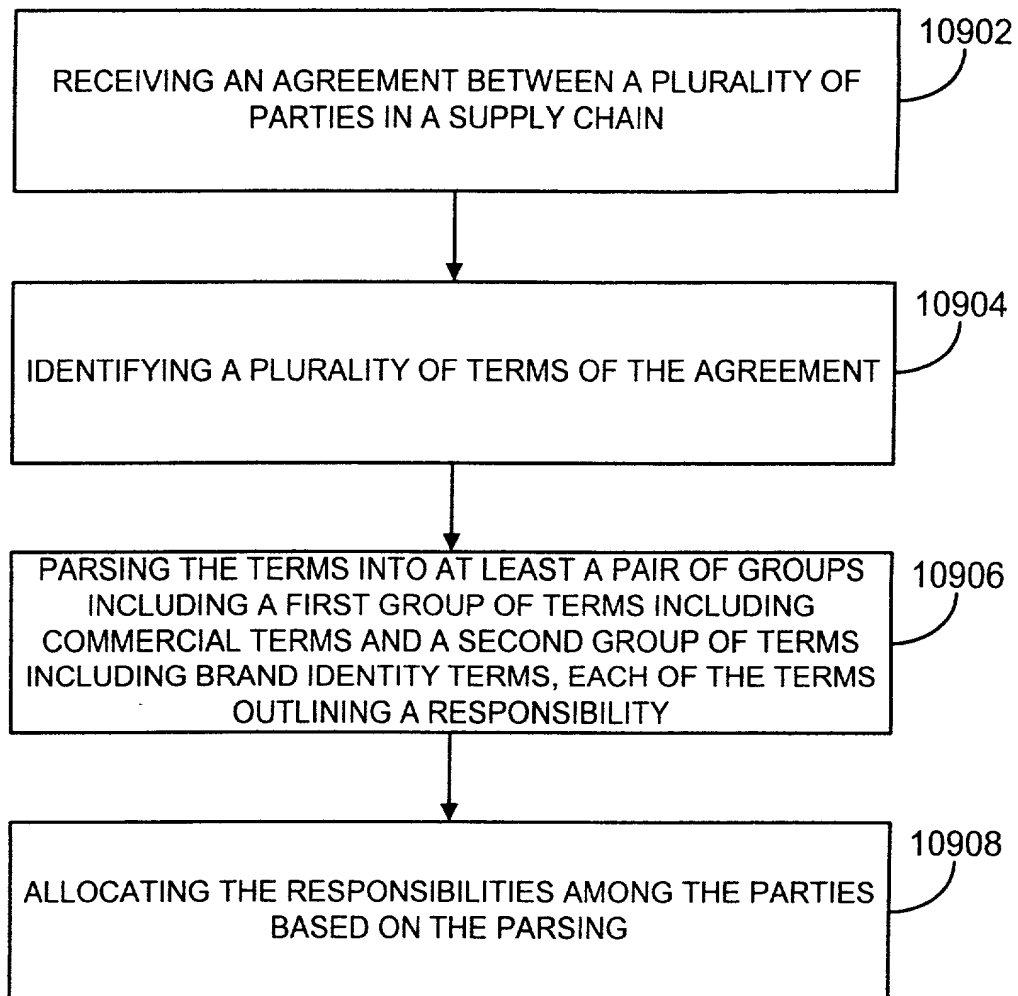 10902
RECEIVING AN AGREEMENT BETWEEN A PLURALITY OF
PARTIES IN A SUPPLY CHAIN
10904
IDENTIFYING A PLURALITY OF TERMS OF THE AGREEMENT
10906
PARSING THE TERMS INTO AT LEAST A PAIR OF GROUPS
INCLUDING A FIRST GROUP OF TERMS INCLUDING
COMMERCIAL TERMS AND A SECOND GROUP OF TERMS
INCLUDING BRAND IDENTITY TERMS, EACH OF THE TERMS
OUTLINING A RESPONSIBILITY
10908
ALLOCATING THE RESPONSIBILITIES AMONG THE PARTIES
BASED ON THE PARSING